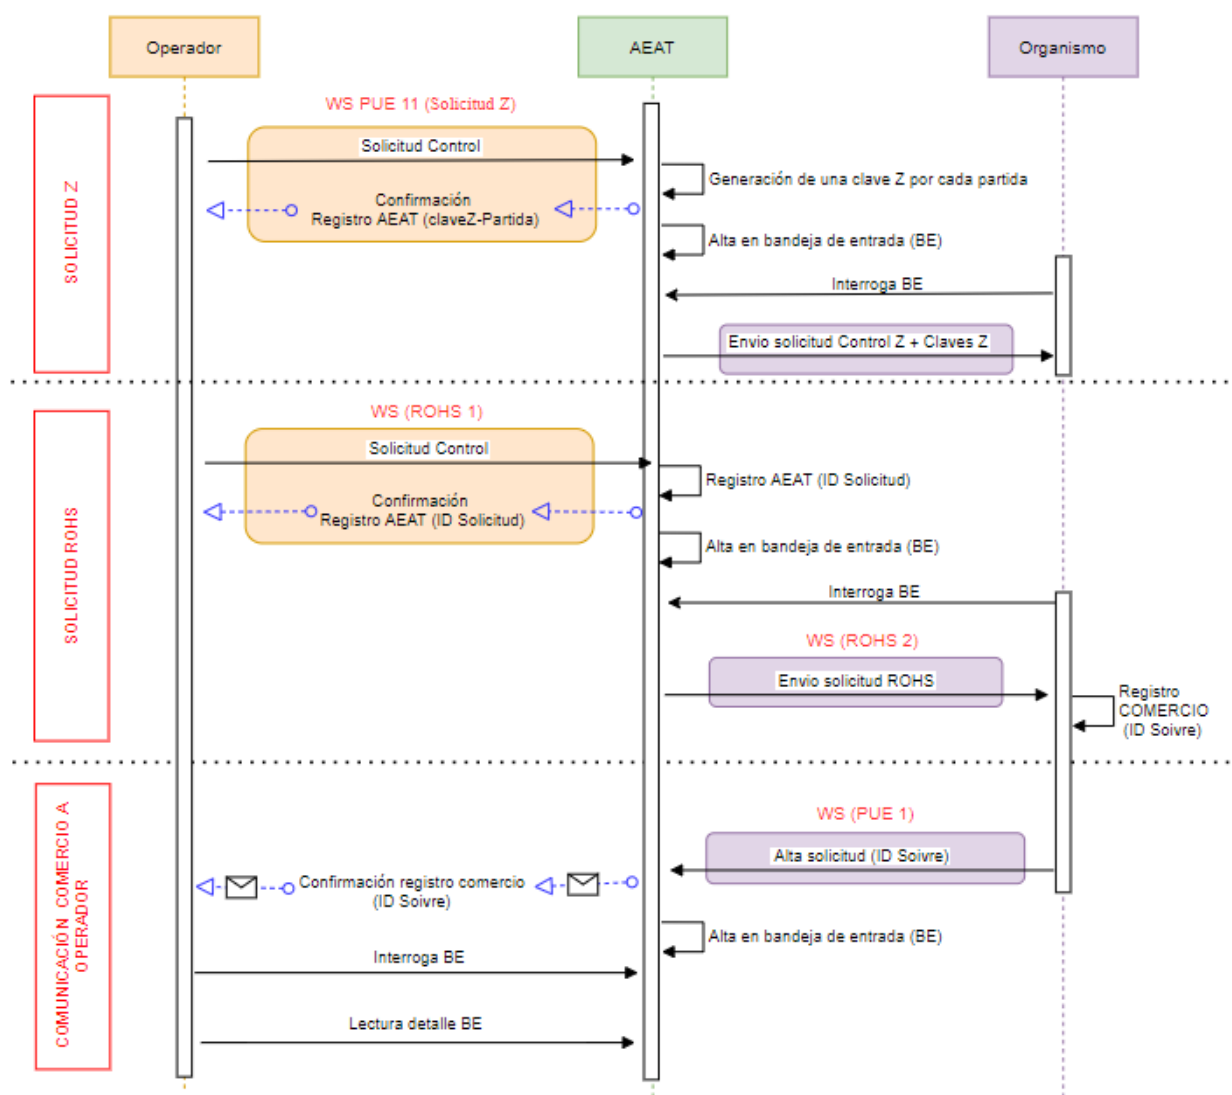 Operador
AEAT
Organismo
SOLICITUD Z
WS PUE 11 (Solicitud Z)
Solicitud Control
Generación de una clave Z por cada partida
Confirmación
Registro AEAT (claveZ-Partida)
Alta en bandeja de entrada (BE)
Interroga BE
Envio solicitud Control Z + Claves Z
SOLICITUD ROHS
WS (ROHS 1)
Solicitud Control
Registro AEAT (ID Solicitud)
Confirmación
Registro AEAT (ID Solicitud)
Alta en bandeja de entrada (BE)
Interroga BE
WS (ROHS 2)
Envio solicitud ROHS
Registro
COMERCIO
(ID Soivre)
COMUNICACIÓN COMERCIO A
OPERADOR
WS (PUE 1)
Alta solicitud (ID Soivre)
Confirmación registro comercio
(ID Soivre)
Alta en bandeja de entrada (BE)
Interroga BE
Lectura detalle BE